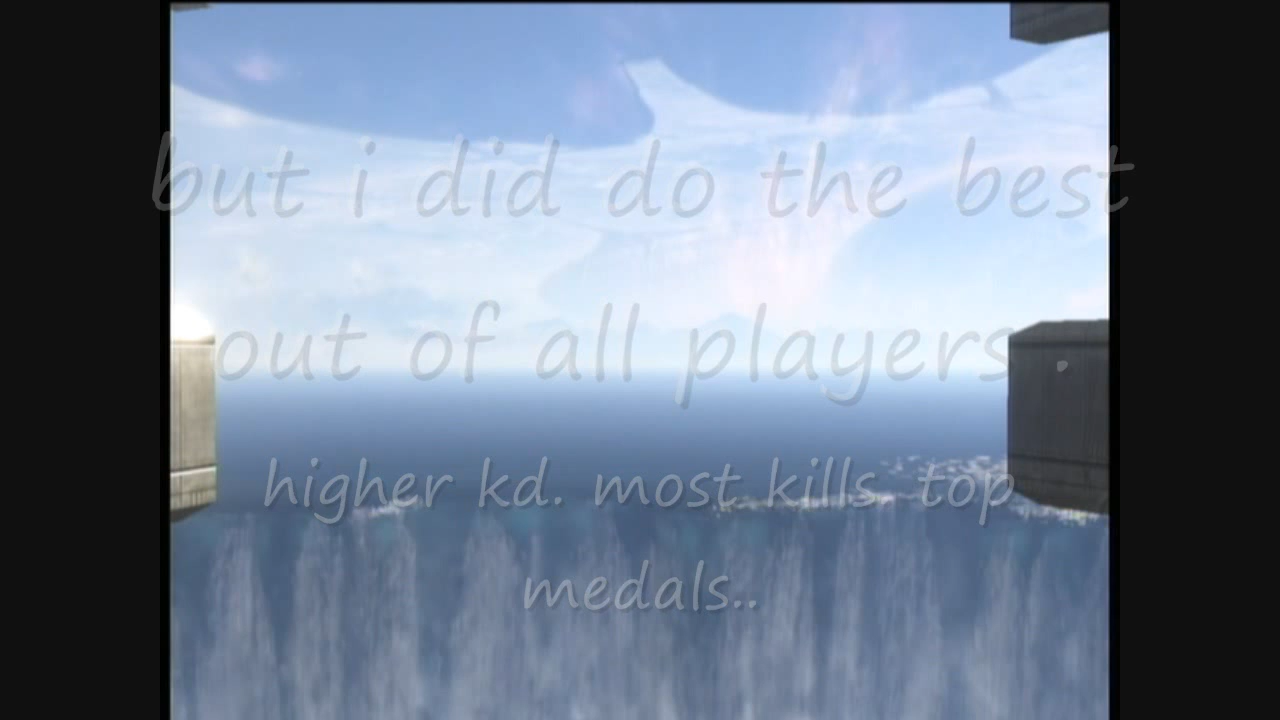 but i did do the best
out of all players .
higher kd. most kills. top
medals..